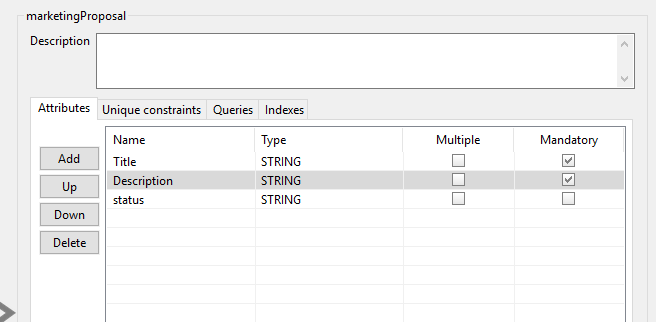 marketingProposal
Description
Attributes Unique constraints Queries Indexes
Name Type Multiple Mandatory
Add
Title STRING
Up
Description STRING
Down
status STRING
Delete